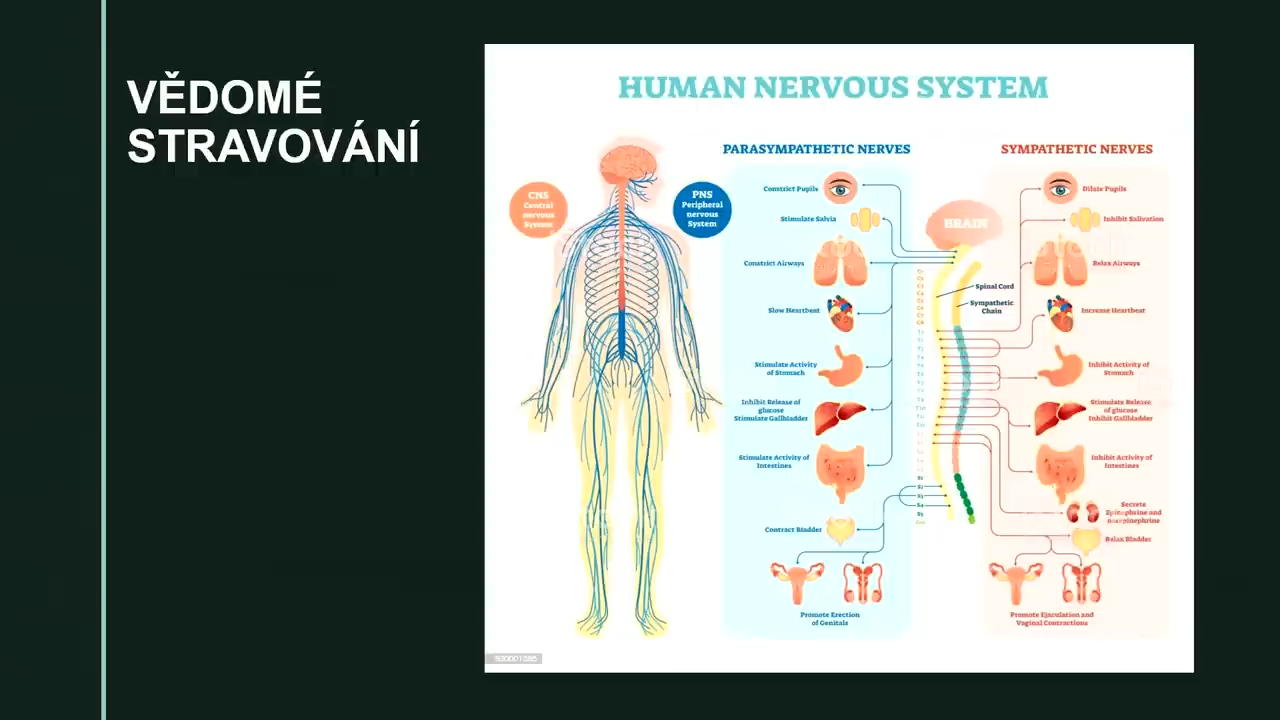 VĚDOMÉ
STRAVOVÁNÍ
HUMAN NERVOUS SYSTEM
CNS
Central
nervous
System
PNS
Peripheral
nervous
System
PARASYMPATHETIC NERVES
Constrict Pupils
Stimulate Salvia
Constrict Airways
Slow Heartbeat
Stimulate Activity
of Stomach
Inhibit Release of
glucose
Stimulate Gallbladder
Stimulate Activity of
Intestines
Contract Bladder
Promote Erection
of Genitals
BRAIN
Spinal Cord
Sympathetic
Chain
SYMPATHETIC NERVES
Dilate Pupils
Inhibit Salivation
Relax Airways
Increase Heartbeat
Inhibit Activity of
Stomach
Stimulate Release
of glucose
Inhibit Gallbladder
Inhibit Activity of
Intestines
Secrete
Epinephrine and
norepinephrine
Relax Bladder
Promote Ejaculation and
Vaginal Contractions